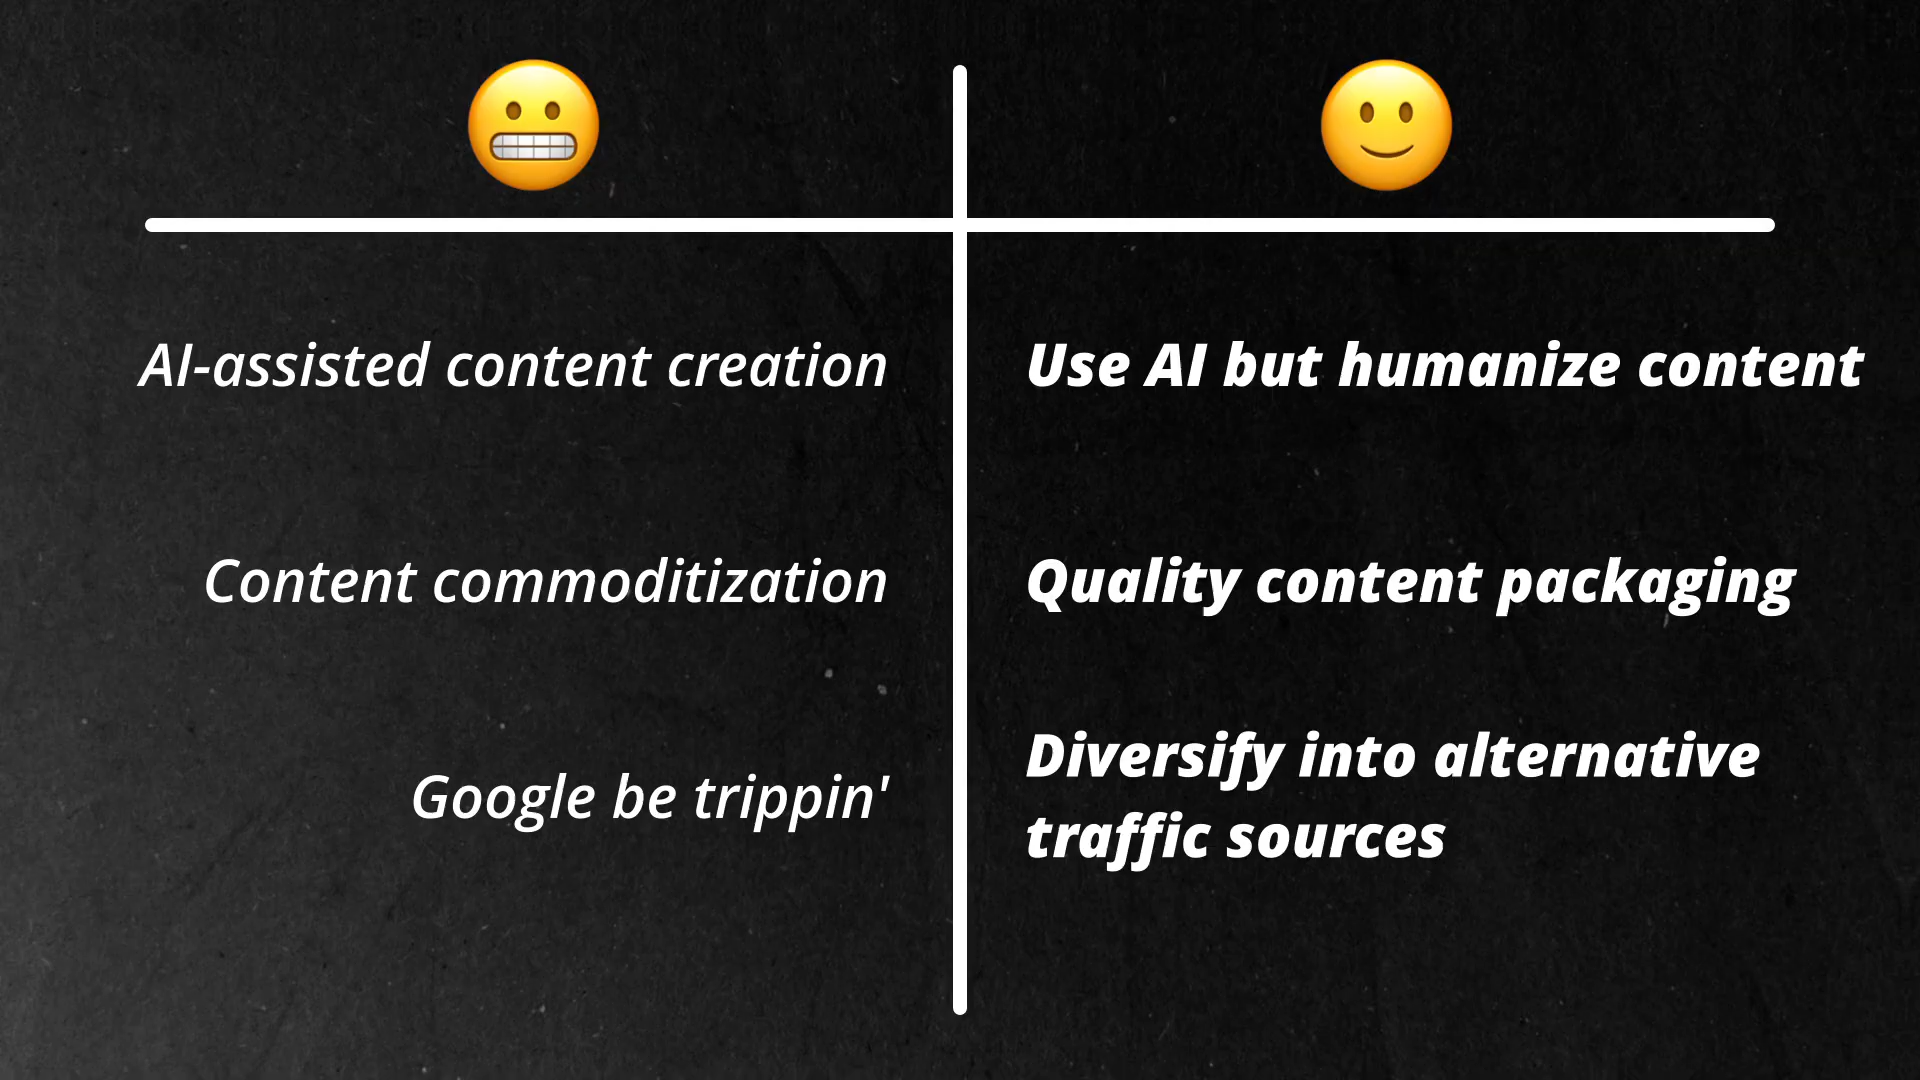 AI-assisted content creation
Use AI but humanize content
Content commoditization
Quality content packaging
Google be trippin'
Diversify into alternative
traffic sources